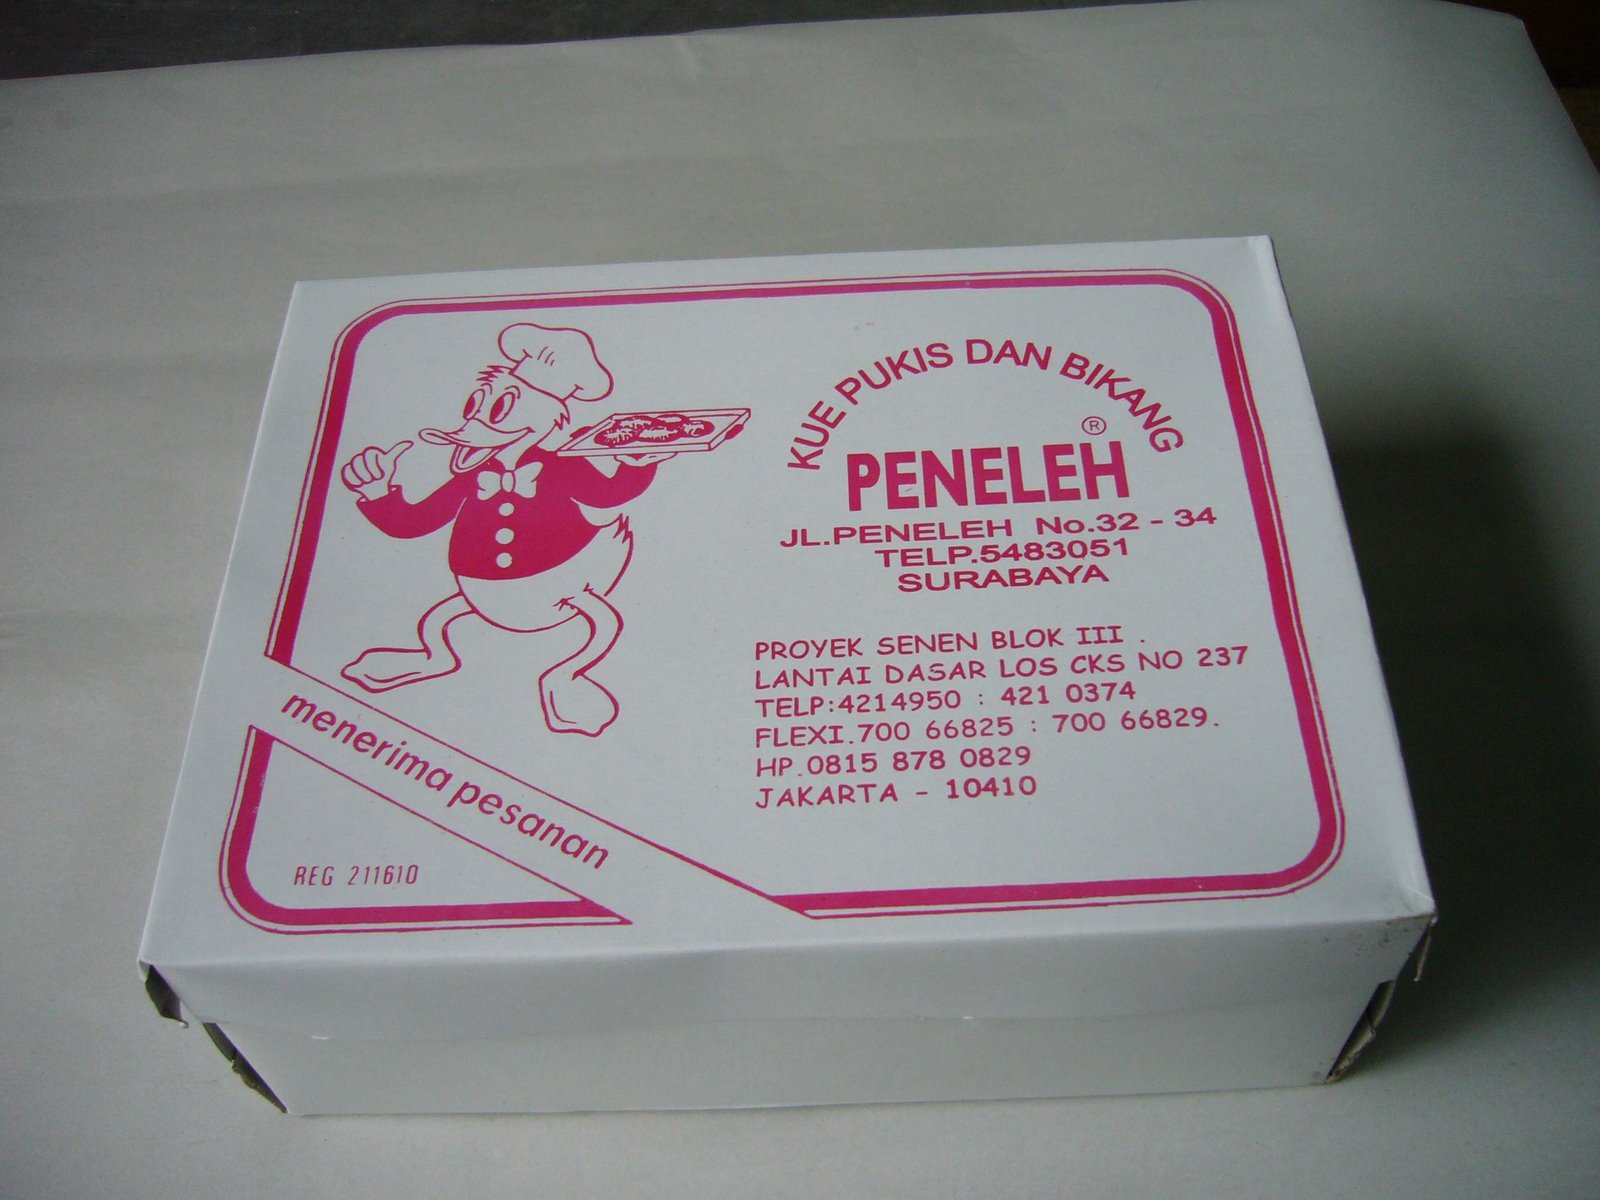 KUE PUKIS DAN BIKANG
®
PENELEH
JL.PENELEH No.32 - 34
TELP.5483051
SURABAYA
PROYEK SENEN BLOK III .
LANTAI DASAR LOS CKS NO 237
TELP:4214950 : 421 0374
FLEXI.700 66825 : 700 66829.
HP.0815 878 0829
JAKARTA - 10410
menerima pesanan
REG 211610